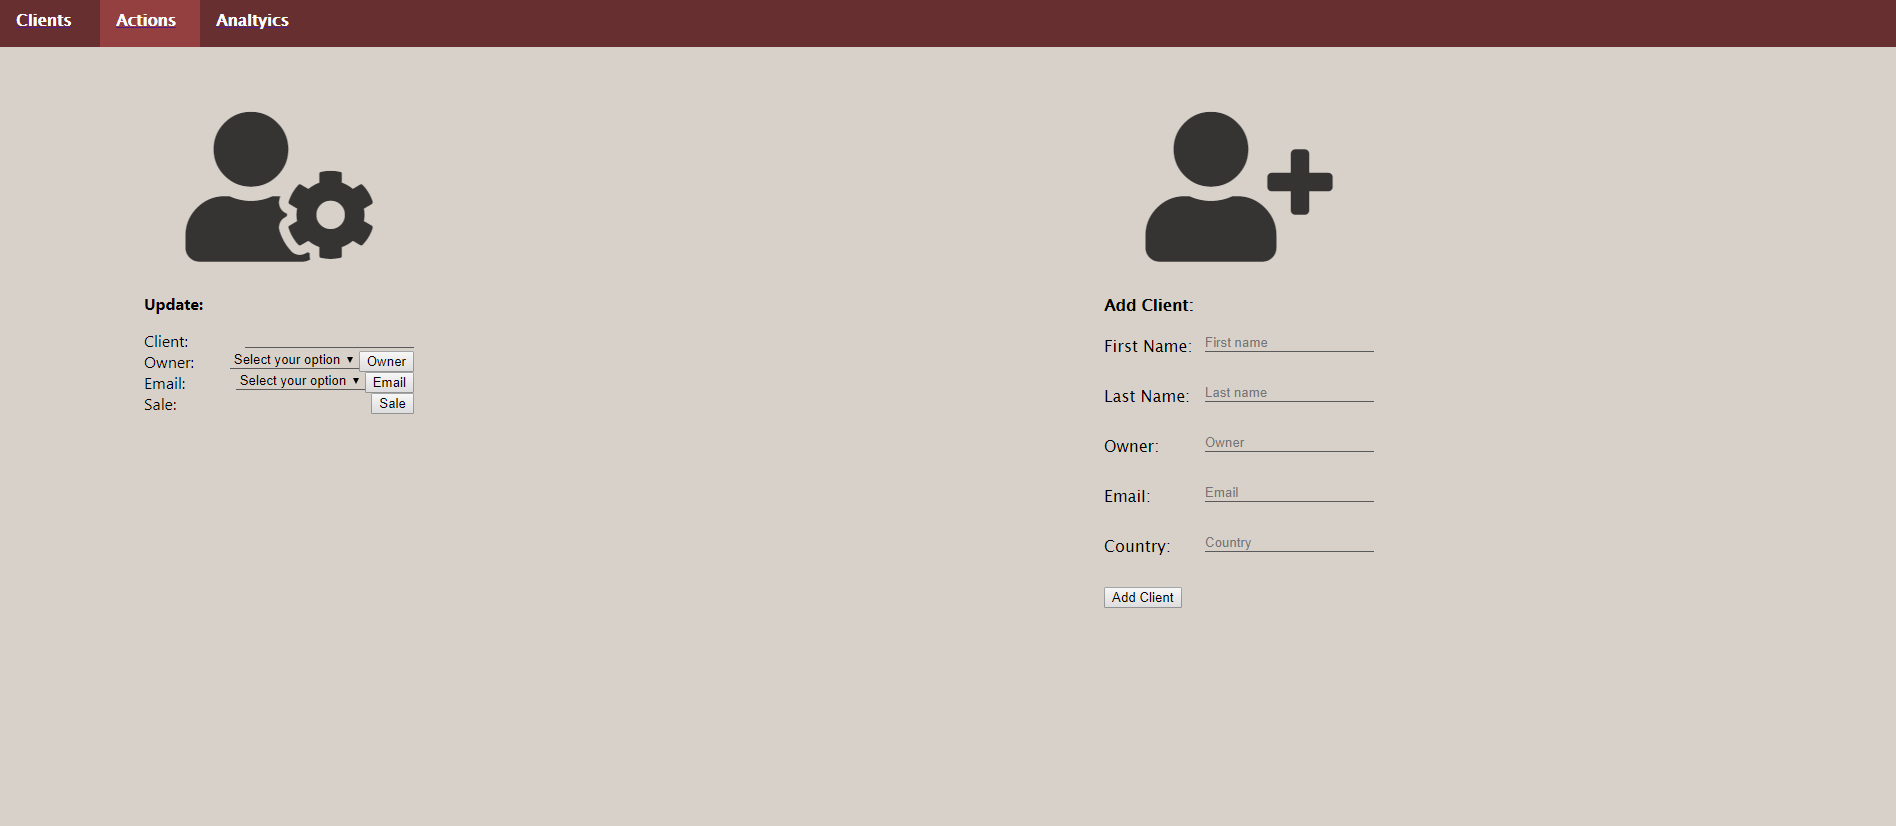 Clients Actions Analtyics
Update:
Client:
Owner: Select your option Owner
Email: Select your option Email
Sale: Sale
Add Client:
First Name: First name
Last Name: Last name
Owner: Owner
Email: Email
Country: Country
Add Client